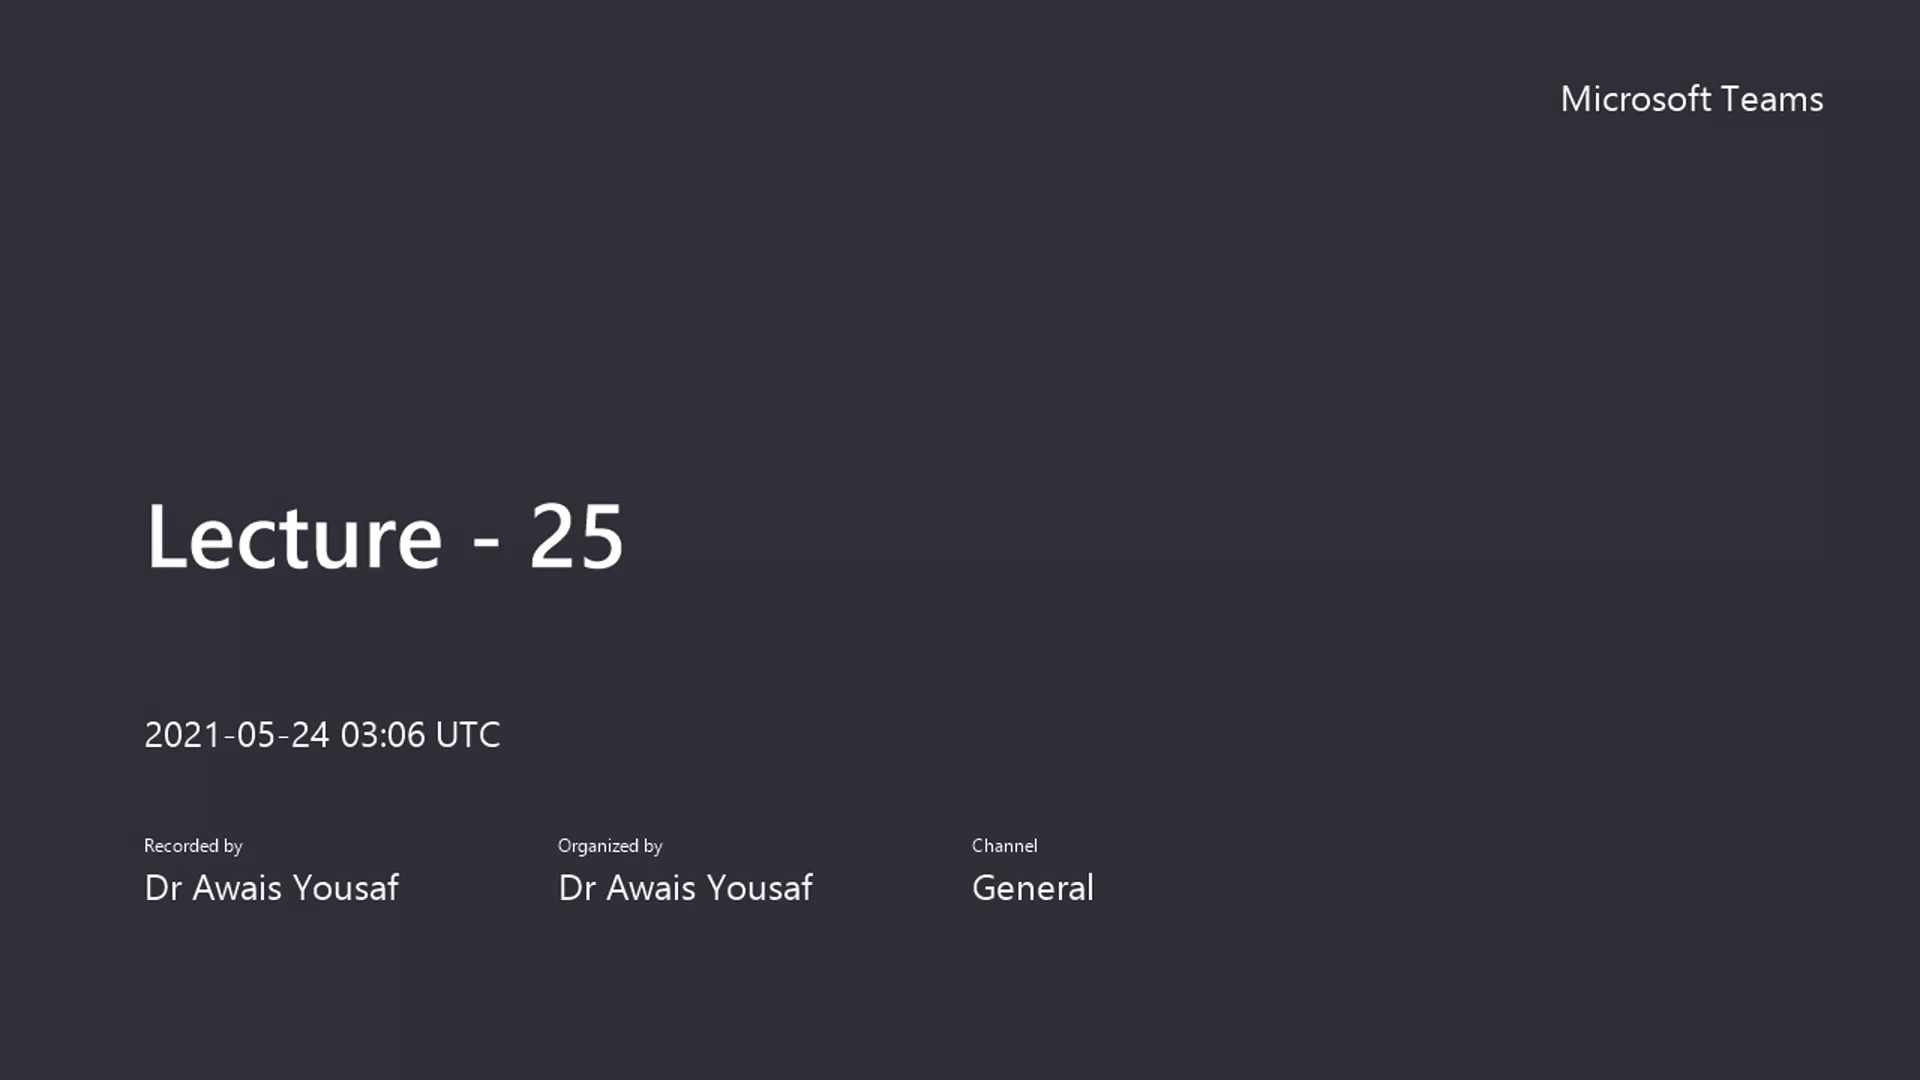 Microsoft Teams
Lecture - 25
2021-05-24 03:06 UTC
Recorded by
Dr Awais Yousaf
Organized by
Dr Awais Yousaf
Channel
General